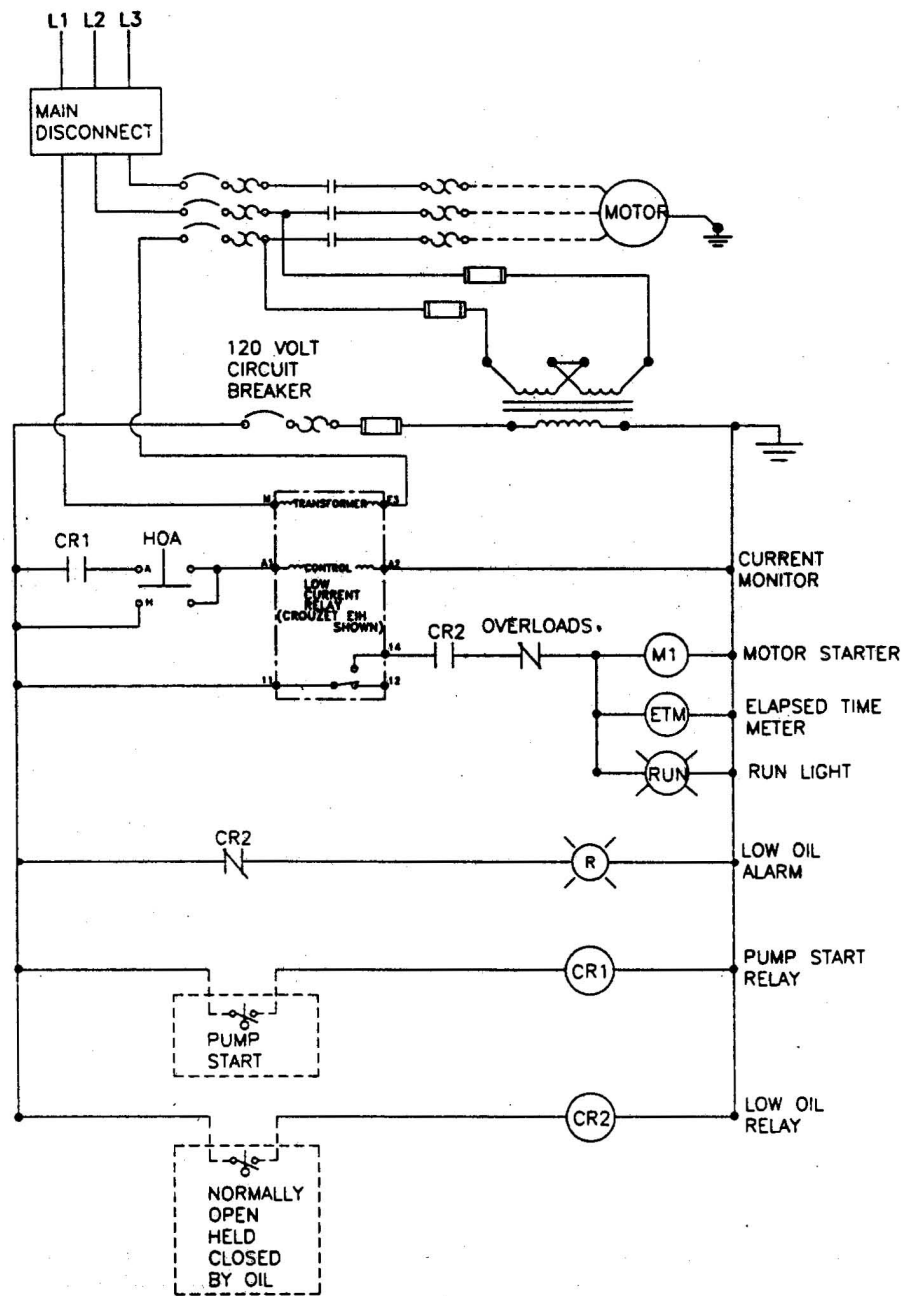 L1 L2 L3
MAIN
DISCONNECT
MOTOR
120 VOLT
CIRCUIT
BREAKER
TRANSFORMER
CR1
HOA
A
H
A1
CONTROL
A2
LOW
CURRENT
RELAY
(CROUZET EIH
SHOWN)
CURRENT
MONITOR
14
CR2
OVERLOADS.
M1
MOTOR STARTER
11
12
ETM
ELAPSED TIME
METER
RUN
RUN LIGHT
CR2
R
LOW OIL
ALARM
CR1
PUMP START
RELAY
PUMP
START
CR2
LOW OIL
RELAY
NORMALLY
OPEN
HELD
CLOSED
BY OIL